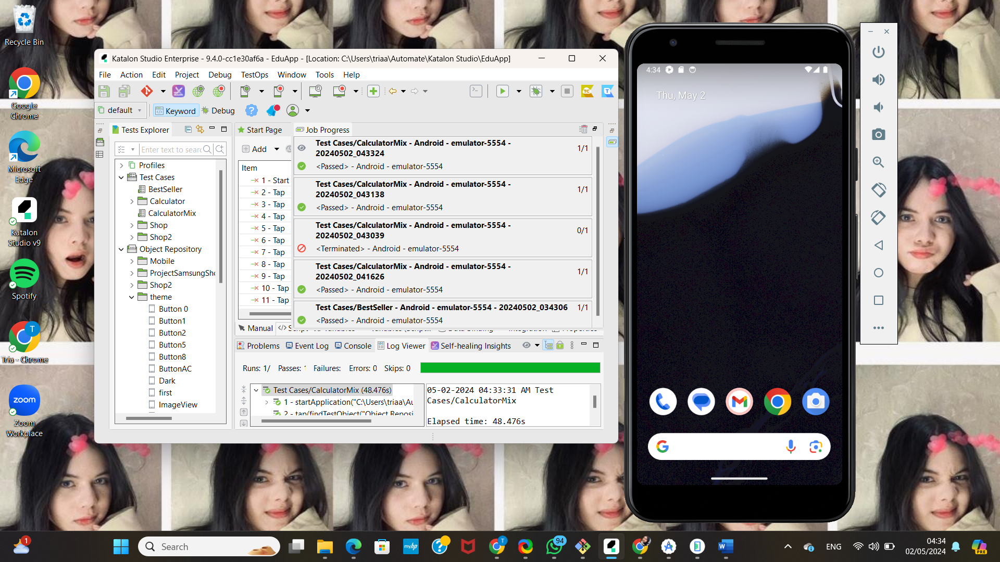 Recycle Bin
Google
Chrome
Microsoft
Edge
Katalon
Studio v9
Spotify
T
Tria - Chrome
zoom
Zoom
Workplace
Katalon Studio Enterprise - 9.4.0-cc1e30af6a - EduApp - [Location: C:\Users\triaa\Automate\Katalon Studio\EduApp]
File Action Edit Project Debug TestOps Window Tools Help
TC
default Keyword Debug ?
Tests Explorer
Enter text to searc
Profiles
Test Cases
BestSeller
Calculator
CalculatorMix
Shop
Shop2
Object Repository
Mobile
ProjectSamsungSho
Shop2
theme
Button 0
Button1
Button2
Button5
Button8
ButtonAC
Dark
first
ImageView
Start Page
Add
Item
1 - Start
2 - Tap
3 - Tap
4 - Tap
5 - Tap
6 - Tap
7 - Tap
8 - Tap
9 - Tap
10 - Tap
11 - Tap
Manual
Job Progress
Test Cases/CalculatorMix - Android - emulator-5554 -
20240502_043324
1/1
<Passed> - Android - emulator-5554
Test Cases/CalculatorMix - Android - emulator-5554 -
20240502_043138
1/1
<Passed> - Android - emulator-5554
Test Cases/CalculatorMix - Android - emulator-5554 -
20240502_043039
0/1
<Terminated> - Android - emulator-5554
Test Cases/CalculatorMix - Android - emulator-5554 -
20240502_041626
1/1
<Passed> - Android - emulator-5554
Test Cases/BestSeller - Android - emulator-5554 - 20240502_034306
1/1
<Passed> - Android - emulator-5554
Problems Event Log Console Log Viewer Self-healing Insights
Runs: 1/ Passes: Failures: Errors: 0 Skips: 0
Test Cases/CalculatorMix (48.476s)
1 - startApplication("C:\Users\triaa\Au
2 - tap(findTestObject("Object Reposi
05-02-2024 04:33:31 AM Test
Cases/CalculatorMix
Elapsed time: 48.476s
4:34
Thu, May 2
G
1
Search
myhp
T
94
W
ENG
04:34
02/05/2024
PRE